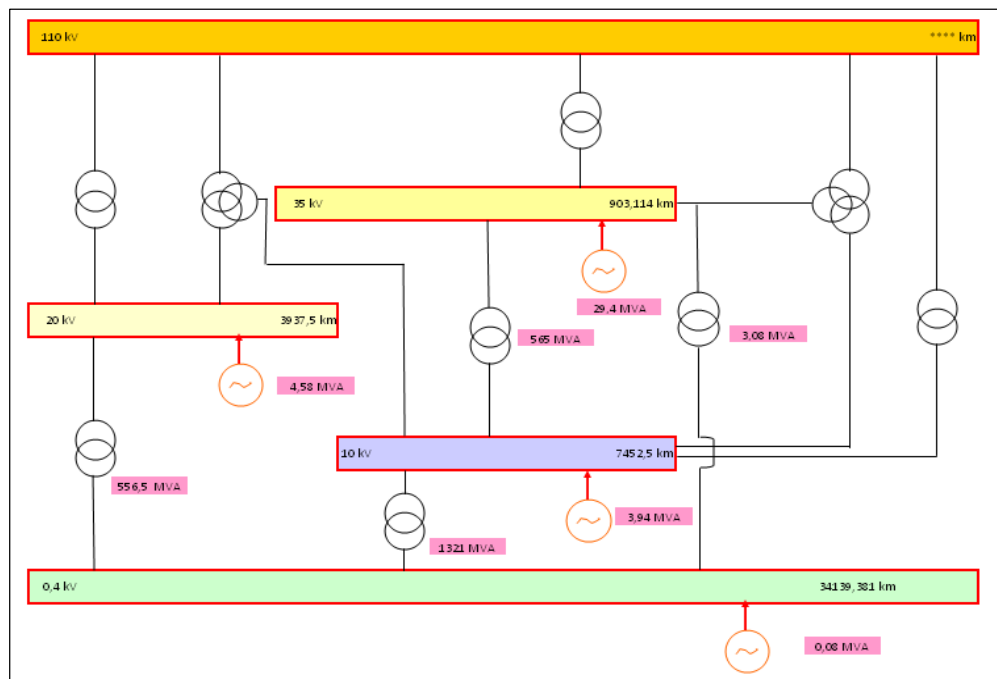 110 kV **** km
35 kV 903,114 km
29,4 MVA
20 kV 3937,5 km
565 MVA
3,08 MVA
4,58 MVA
10 kV 7452,5 km
556,5 MVA
3,94 MVA
1321 MVA
0,4 kV 34139,381 km
0,08 MVA